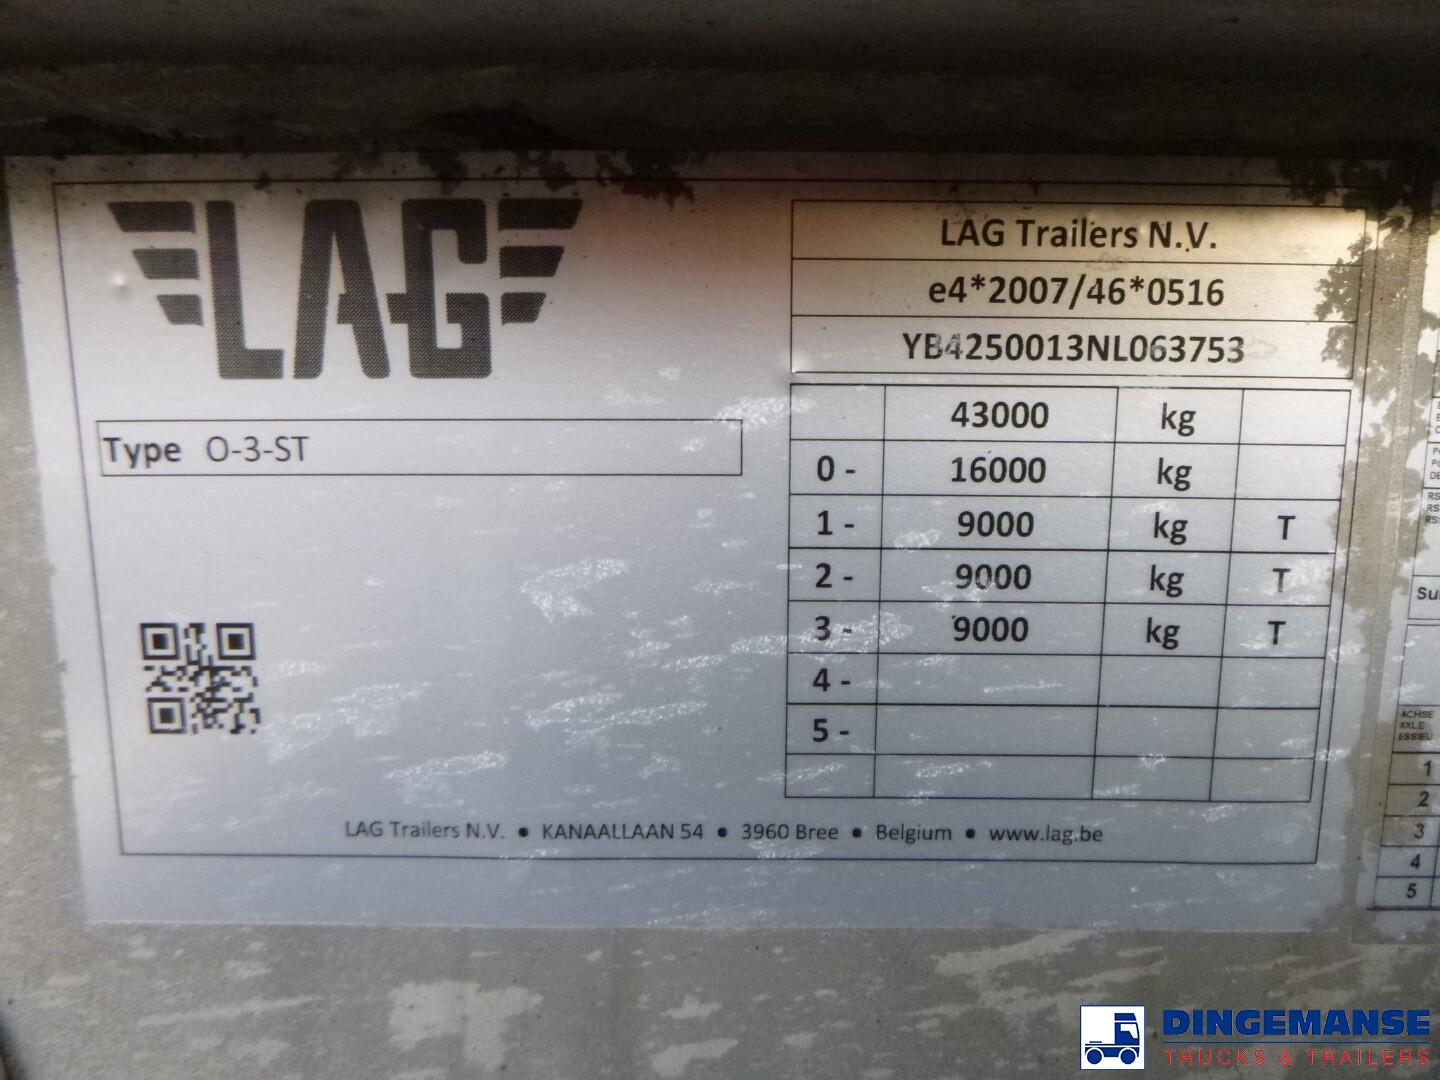 LAG
LAG Trailers N.V.
e4*2007/46*0516
YB4250013NL063753
Type O-3-ST
43000 kg
0 - 16000 kg
1 - 9000 kg T
2 - 9000 kg T
3 - 9000 kg T
4 -
5 -
LAG Trailers N.V. ● KANAALLAAN 54 ● 3960 Bree ● Belgium ● www.lag.be
ACHSE
ESSIEU
1
2
3
4
5
DINGEMANSE
TRUCKS & TRAILERS